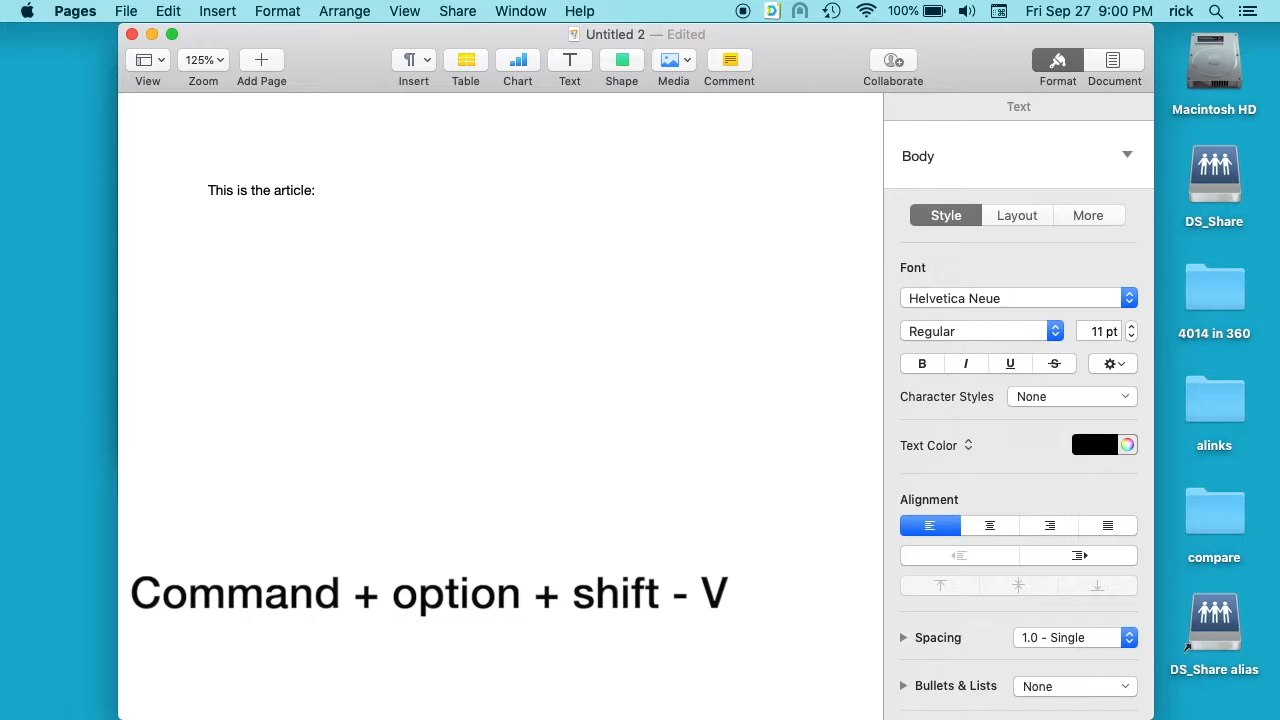 Pages File Edit Insert Format Arrange View Share Window Help 100% Fri Sep 27 9:00 PM rick
Untitled 2 — Edited
125%
View Zoom Add Page Insert Table Chart Text Shape Media Comment Collaborate Format Document
Text
Body
This is the article:
Style Layout More
Font
Helvetica Neue
Regular 11 pt
B I U S
Character Styles None
Text Color
Alignment
Spacing 1.0 - Single
Bullets & Lists None
Command + option + shift - V
Macintosh HD
DS_Share
4014 in 360
alinks
compare
DS_Share alias